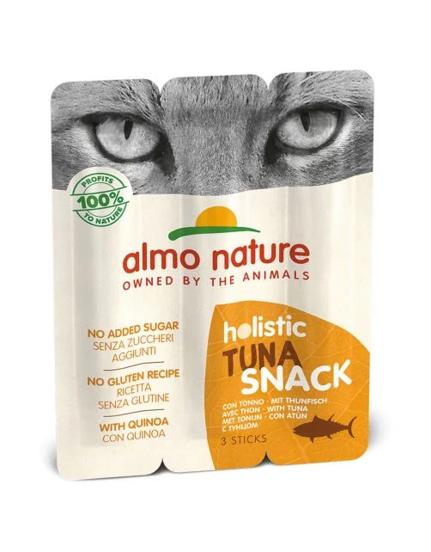 PROFITS
100%
TO NATURE
almo nature
OWNED BY THE ANIMALS
NO ADDED SUGAR
SENZA ZUCCHERI
AGGIUNTI
NO GLUTEN RECIPE
RICETTA
SENZA GLUTINE
WITH QUINOA
CON QUINOA
holistic
TUNA
SNACK
CON TONNO - MIT THUNFISCH
AVEC THON - WITH TUNA
MET TONIJN - CON ATÚN
С ТУНЦОМ
3 STICKS